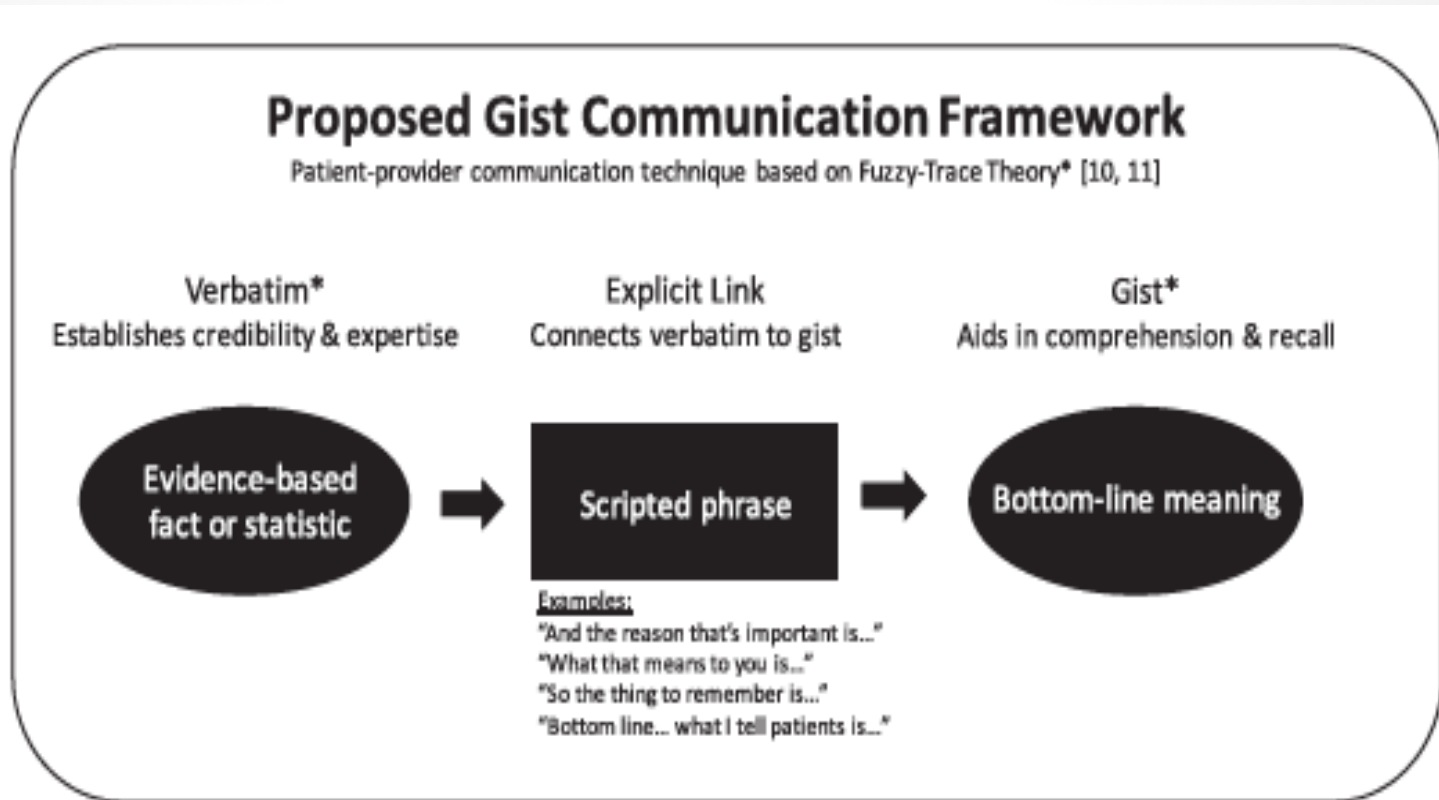 Proposed Gist Communication Framework
Patient-provider communication technique based on Fuzzy-Trace Theory* [10, 11]
Verbatim*
Establishes credibility & expertise
Evidence-based
fact or statistic
Explicit Link
Connects verbatim to gist
Scripted phrase
Examples:
"And the reason that's important is..."
"What that means to you is..."
"So the thing to remember is..."
"Bottom line... what I tell patients is..."
Gist*
Aids in comprehension & recall
Bottom-line meaning